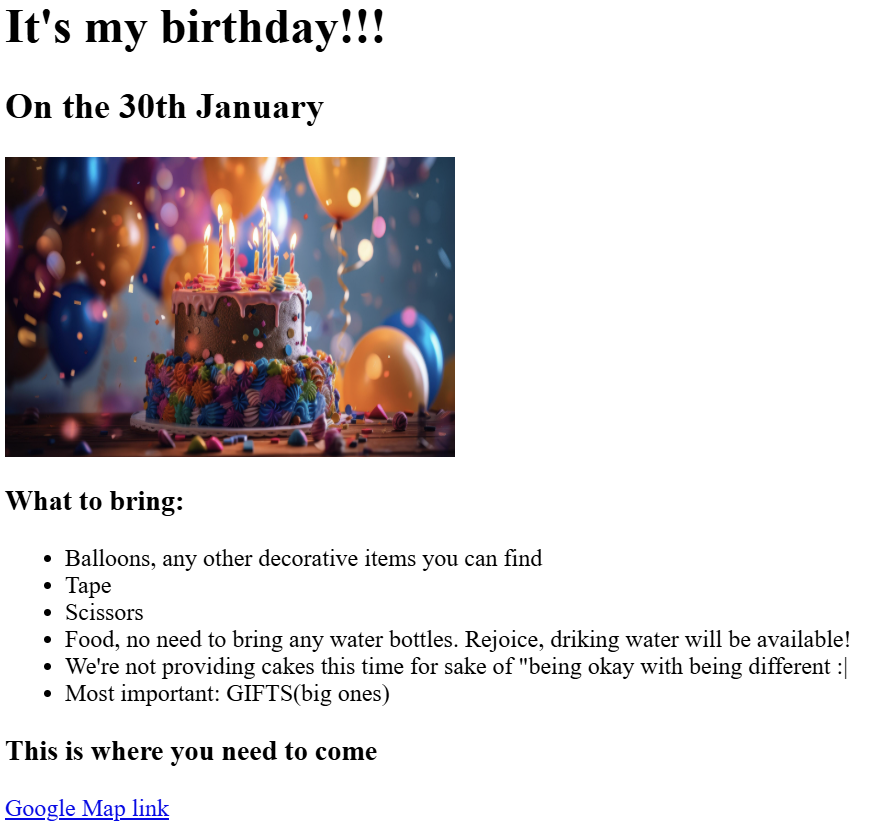 It's my birthday!!!
On the 30th January
What to bring:
Balloons, any other decorative items you can find
Tape
Scissors
Food, no need to bring any water bottles. Rejoice, driking water will be available!
We're not providing cakes this time for sake of "being okay with being different :|
Most important: GIFTS(big ones)
This is where you need to come
Google Map link